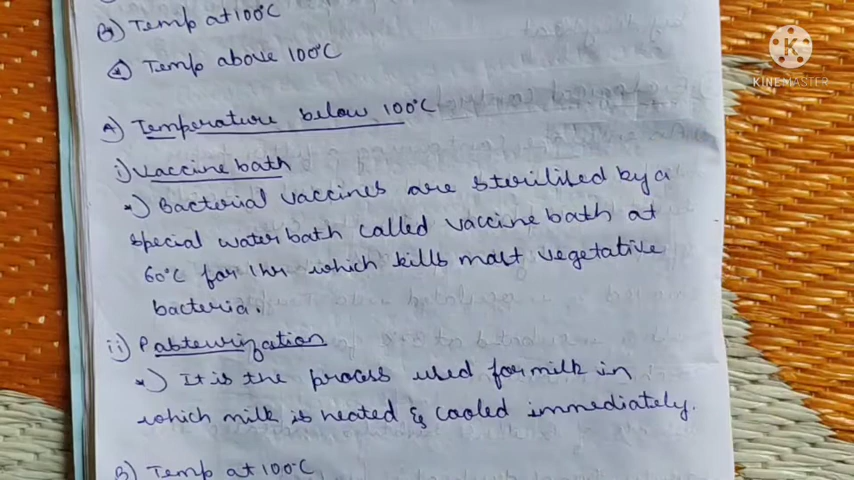 B) Temp at 100°C
Temp above 100°C
A) Temperature below 100°C
i) Vaccine bath
*) Bacterial vaccines are sterilised by a
special water bath called vaccine bath at
60°C for 1hr which kills most vegetative
bacteria.
ii) Pasteurization
*) It is the process used for milk in
which milk is heated & cooled immediately.
B) Temp at 100°C
K
KINEMASTER